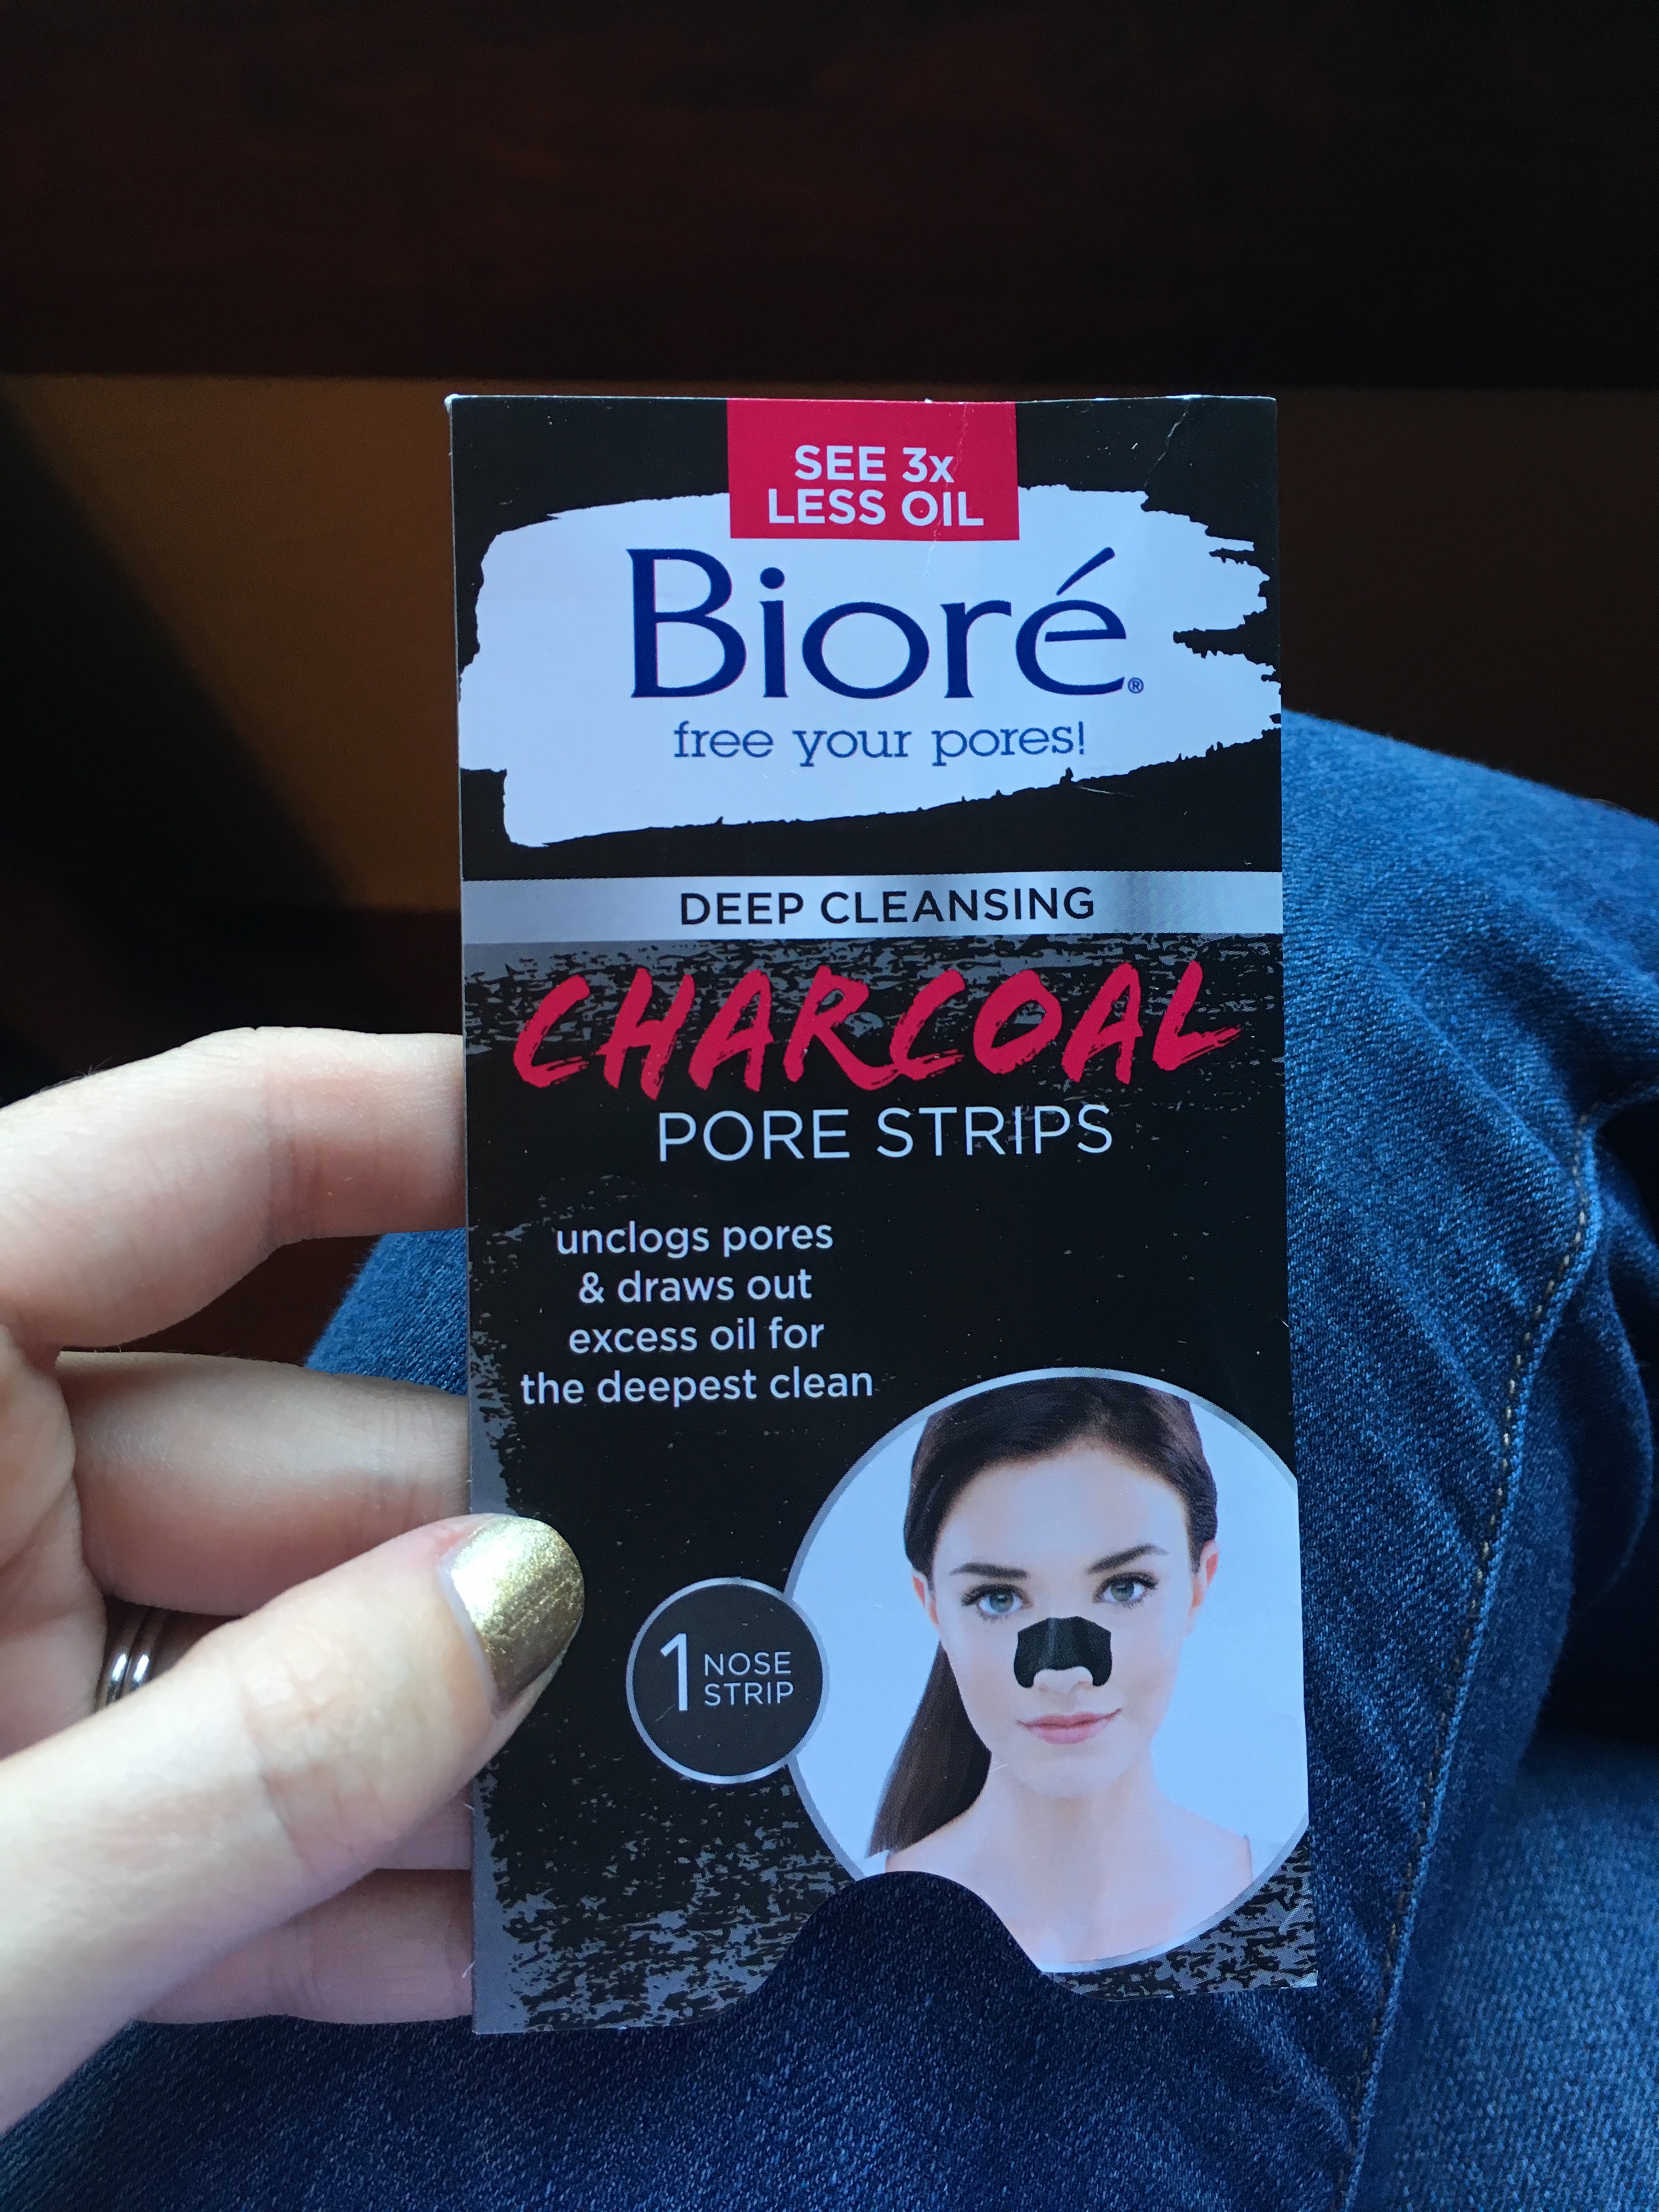 SEE 3x
LESS OIL
Bioré®
free your pores!
DEEP CLEANSING
CHARCOAL
PORE STRIPS
unclogs pores
& draws out
excess oil for
the deepest clean
1 NOSE
STRIP